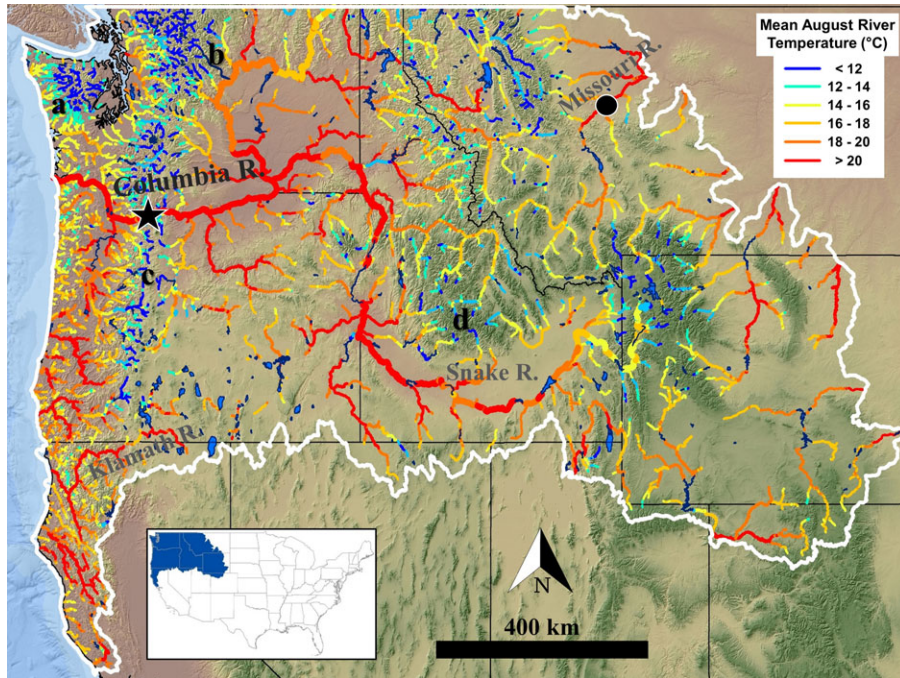 Mean August River
Temperature (°C)
< 12
12 - 14
14 - 16
16 - 18
18 - 20
> 20
a
b
Missouri R.
Columbia R.
c
d
Snake R.
Klamath R.
N
400 km